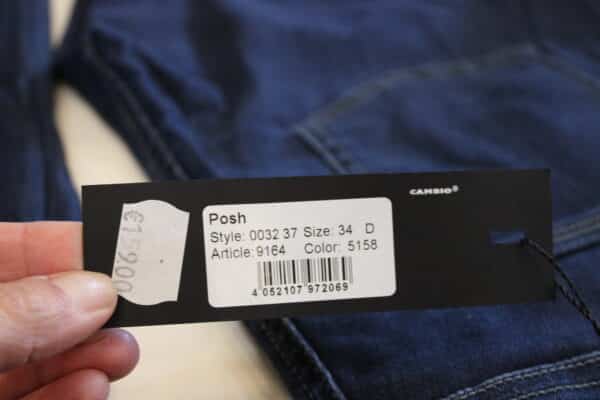 CAMBIO®
Posh
Style: 0032 37 Size: 34 D
Article: 9164 Color: 5158
4 052107 972069